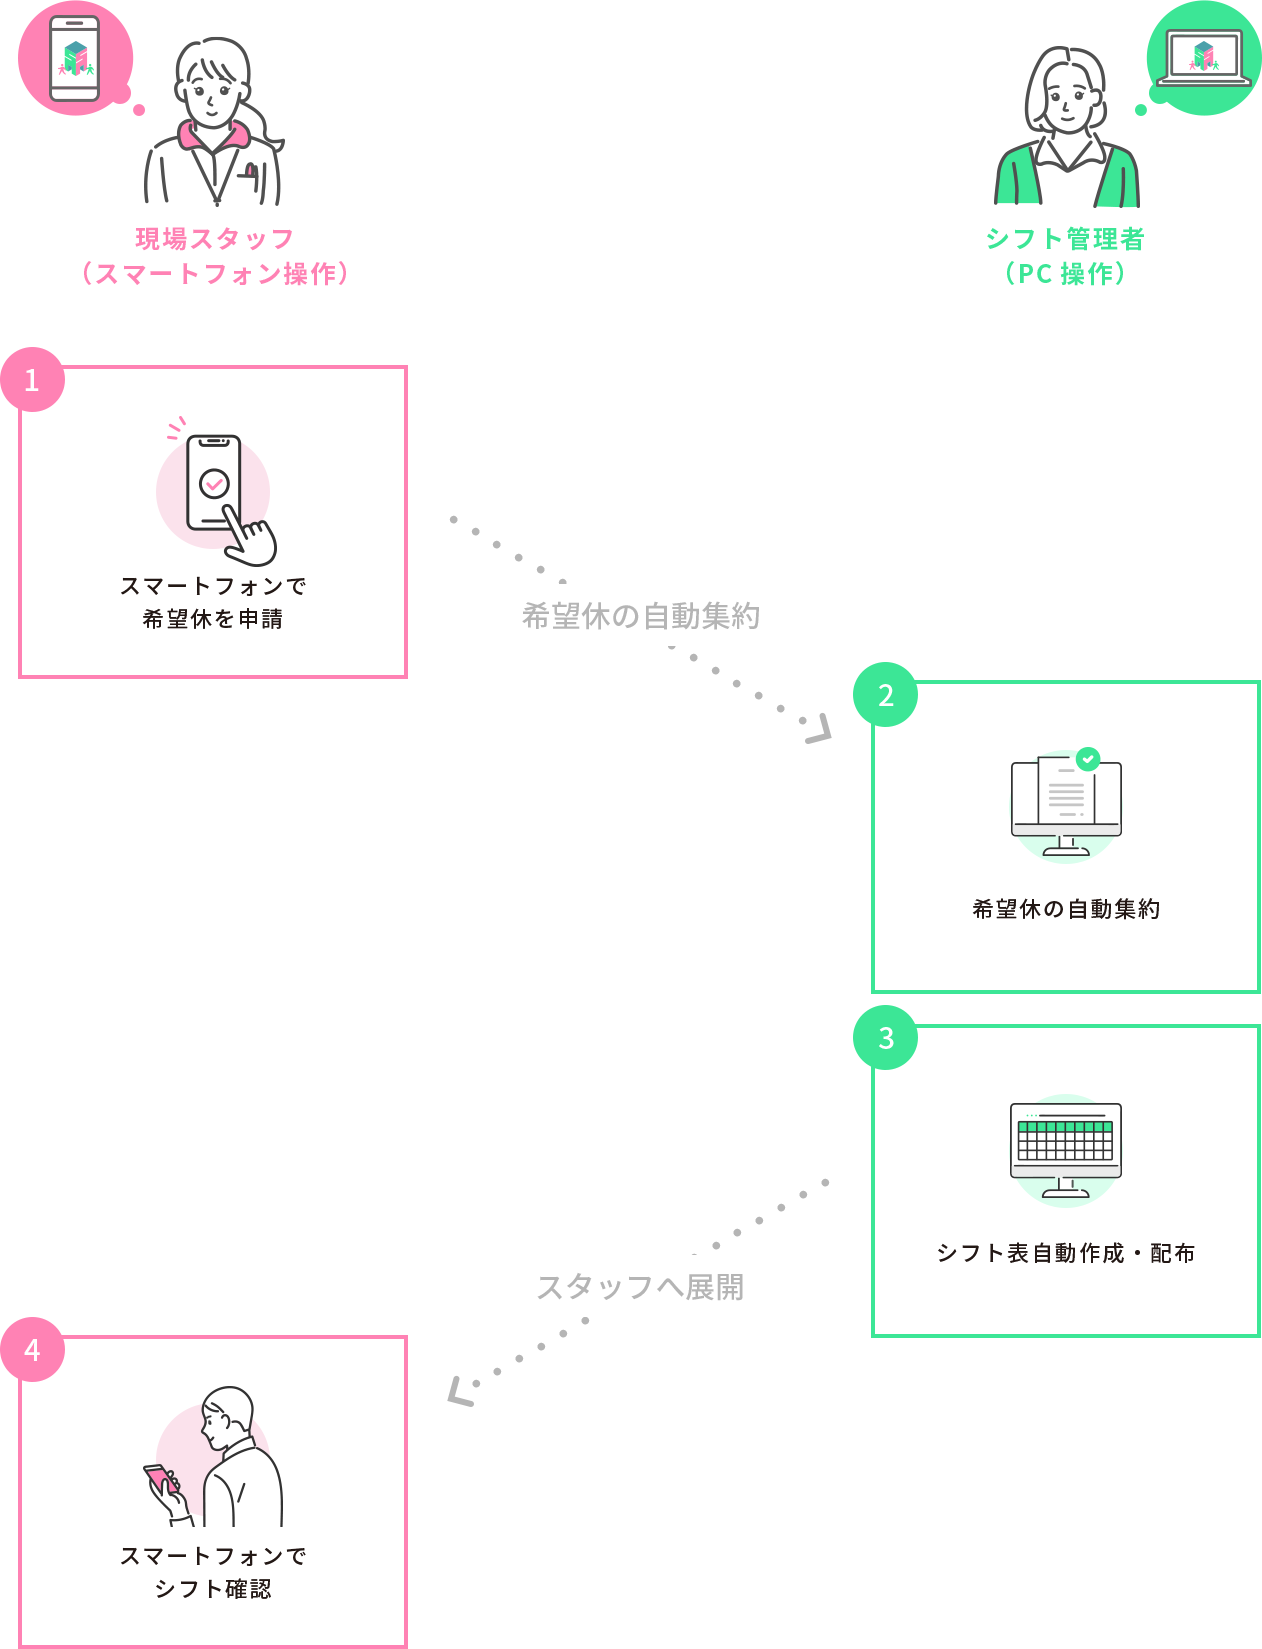 現場スタッフ
（スマートフォン操作）
シフト管理者
（PC 操作）
1
スマートフォンで
希望休を申請
希望休の自動集約
2
希望休の自動集約
3
シフト表自動作成・配布
スタッフへ展開
4
スマートフォンで
シフト確認